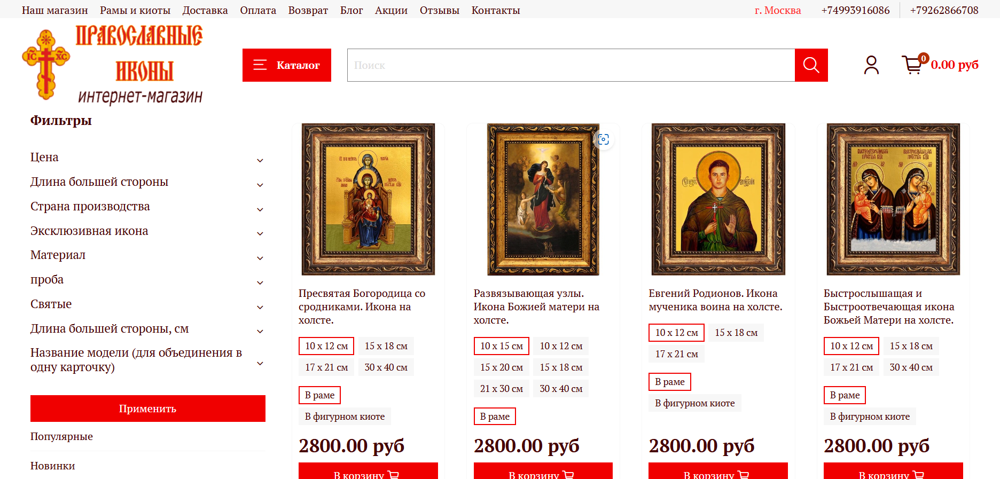 Наш магазин Рамы и киоты Доставка Оплата Возврат Блог Акции Отзывы Контакты г. Москва +74993916086 +79262866708
ПРАВОСЛАВНЫЕ
ИКОНЫ
интернет-магазин
IC XC
Каталог
Поиск
0
0.00 руб
Фильтры
Цена
Длина большей стороны
Страна производства
Эксклюзивная икона
Материал
проба
Святые
Длина большей стороны, см
Название модели (для объединения в
одну карточку)
Применить
Популярные
Новинки
Пресвятая Богородица со
сродниками. Икона на
холсте.
10 x 12 см 15 x 18 см
17 x 21 см 30 x 40 см
В раме
В фигурном киоте
2800.00 руб
В корзину
Развязывающая узлы.
Икона Божией матери на
холсте.
10 x 15 см 10 x 12 см
15 x 20 см 15 x 18 см
21 x 30 см 30 x 40 см
В раме
2800.00 руб
В корзину
Евгений Родионов. Икона
мученика воина на холсте.
10 x 12 см 15 x 18 см
17 x 21 см
В раме
В фигурном киоте
2800.00 руб
В корзину
Быстрослышащая и
Быстроотвечающая икона
Божьей Матери на холсте.
10 x 12 см 15 x 18 см
17 x 21 см 30 x 40 см
В раме
В фигурном киоте
2800.00 руб
В корзину